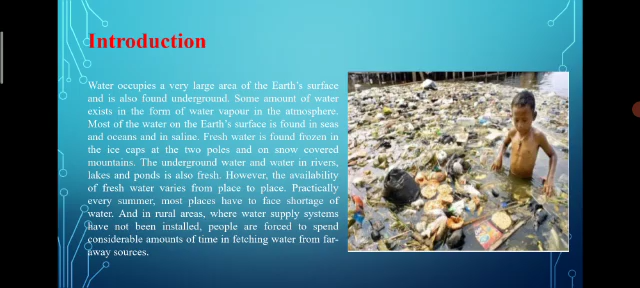 Introduction
Water occupies a very large area of the Earth's surface
and is also found underground. Some amount of water
exists in the form of water vapour in the atmosphere.
Most of the water on the Earth's surface is found in seas
and oceans and in saline. Fresh water is found frozen in
the ice caps at the two poles and on snow covered
mountains. The underground water and water in rivers,
lakes and ponds is also fresh. However, the availability
of fresh water varies from place to place. Practically
every summer, most places have to face shortage of
water. And in rural areas, where water supply systems
have not been installed, people are forced to spend
considerable amounts of time in fetching water from far-
away sources.